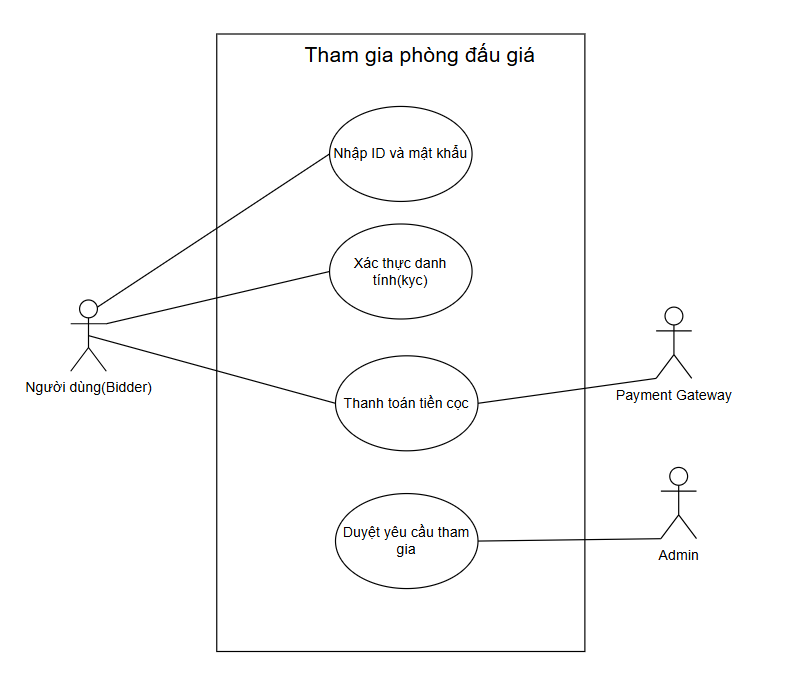 Tham gia phòng đấu giá
Nhập ID và mật khẩu
Xác thực danh
tính(kyc)
Người dùng(Bidder)
Thanh toán tiền cọc
Payment Gateway
Duyệt yêu cầu tham
gia
Admin